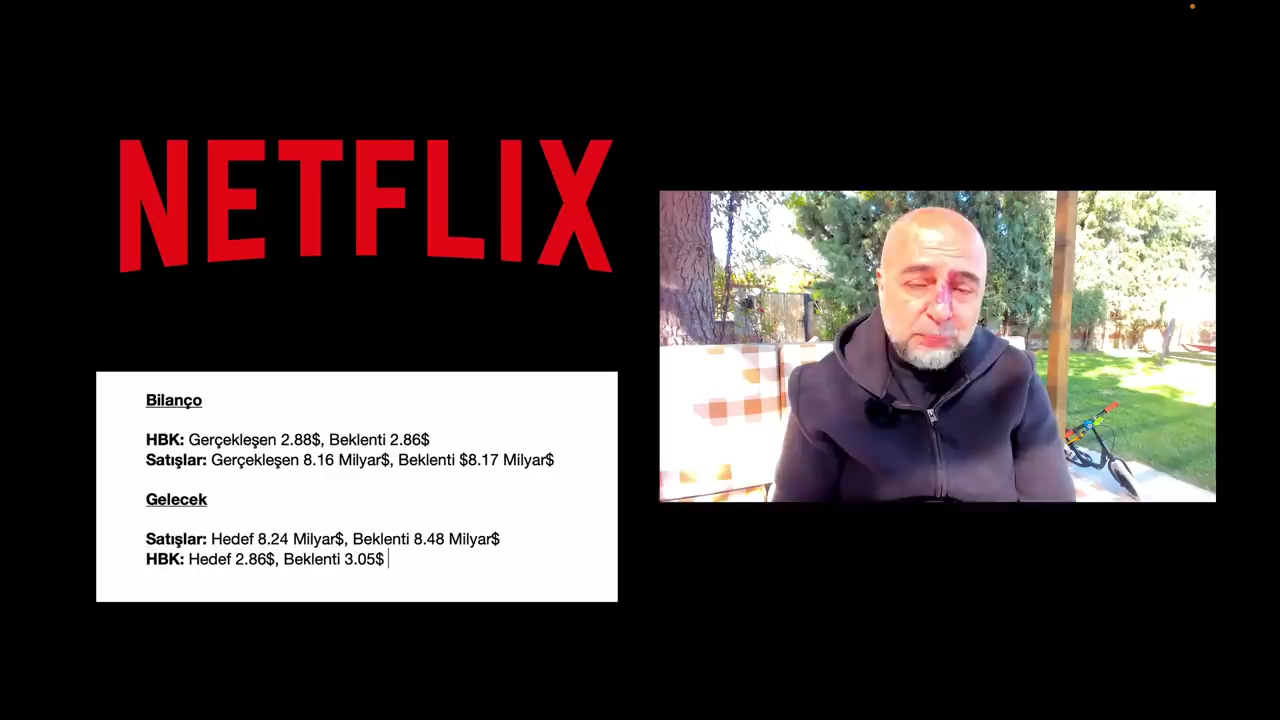 NETFLIX
Bilanço
HBK: Gerçekleşen 2.88$, Beklenti 2.86$
Satışlar: Gerçekleşen 8.16 Milyar$, Beklenti $8.17 Milyar$
Gelecek
Satışlar: Hedef 8.24 Milyar$, Beklenti 8.48 Milyar$
HBK: Hedef 2.86$, Beklenti 3.05$